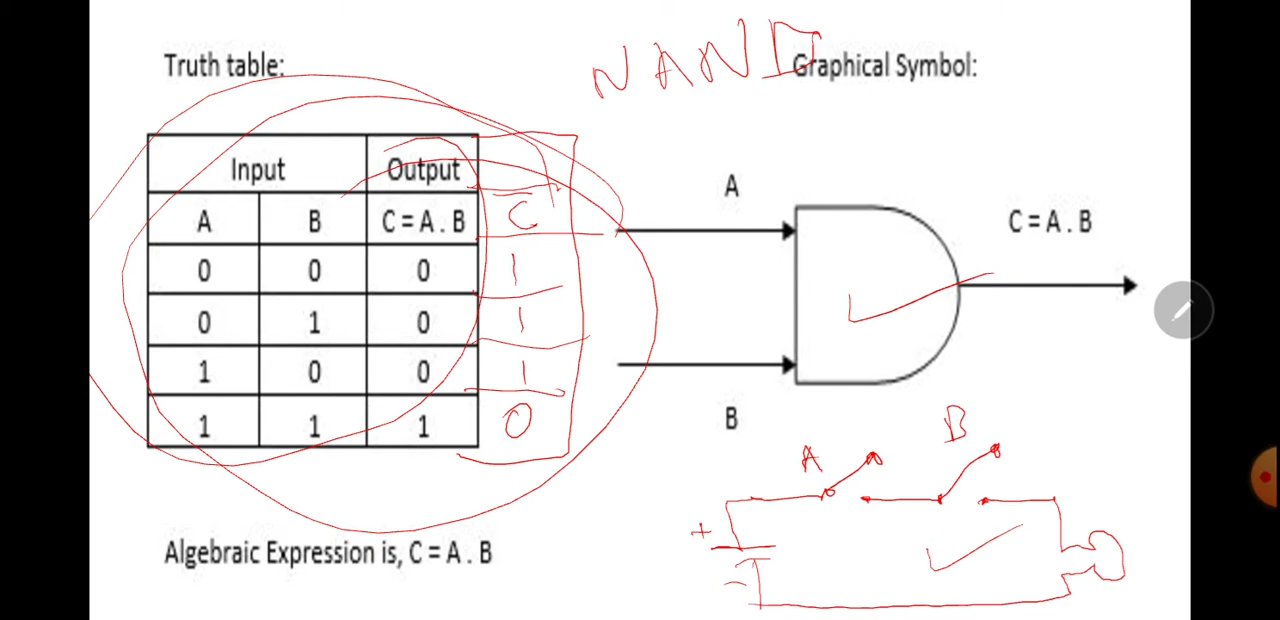 NAND
Truth table:
Graphical Symbol:
Input Output
A B C = A . B C̅
0 0 0 1
0 1 0 1
1 0 0 1
1 1 1 0
A
C = A . B
B
A B
+
−
Algebraic Expression is, C = A . B